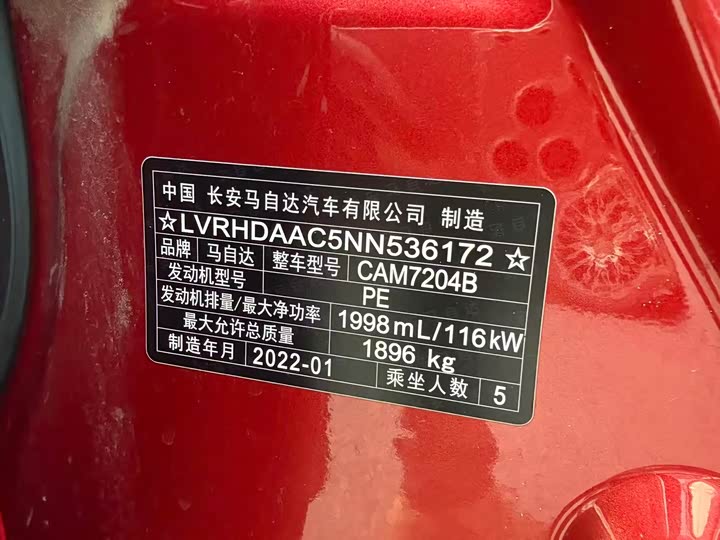 中国 长安马自达汽车有限公司 制造
☆LVRHDAAC5NN536172☆
品牌 马自达 整车型号 CAM7204B
发动机型号 PE
发动机排量/最大净功率 1998mL/116kW
最大允许总质量 1896 kg
制造年月 2022-01 乘坐人数 5